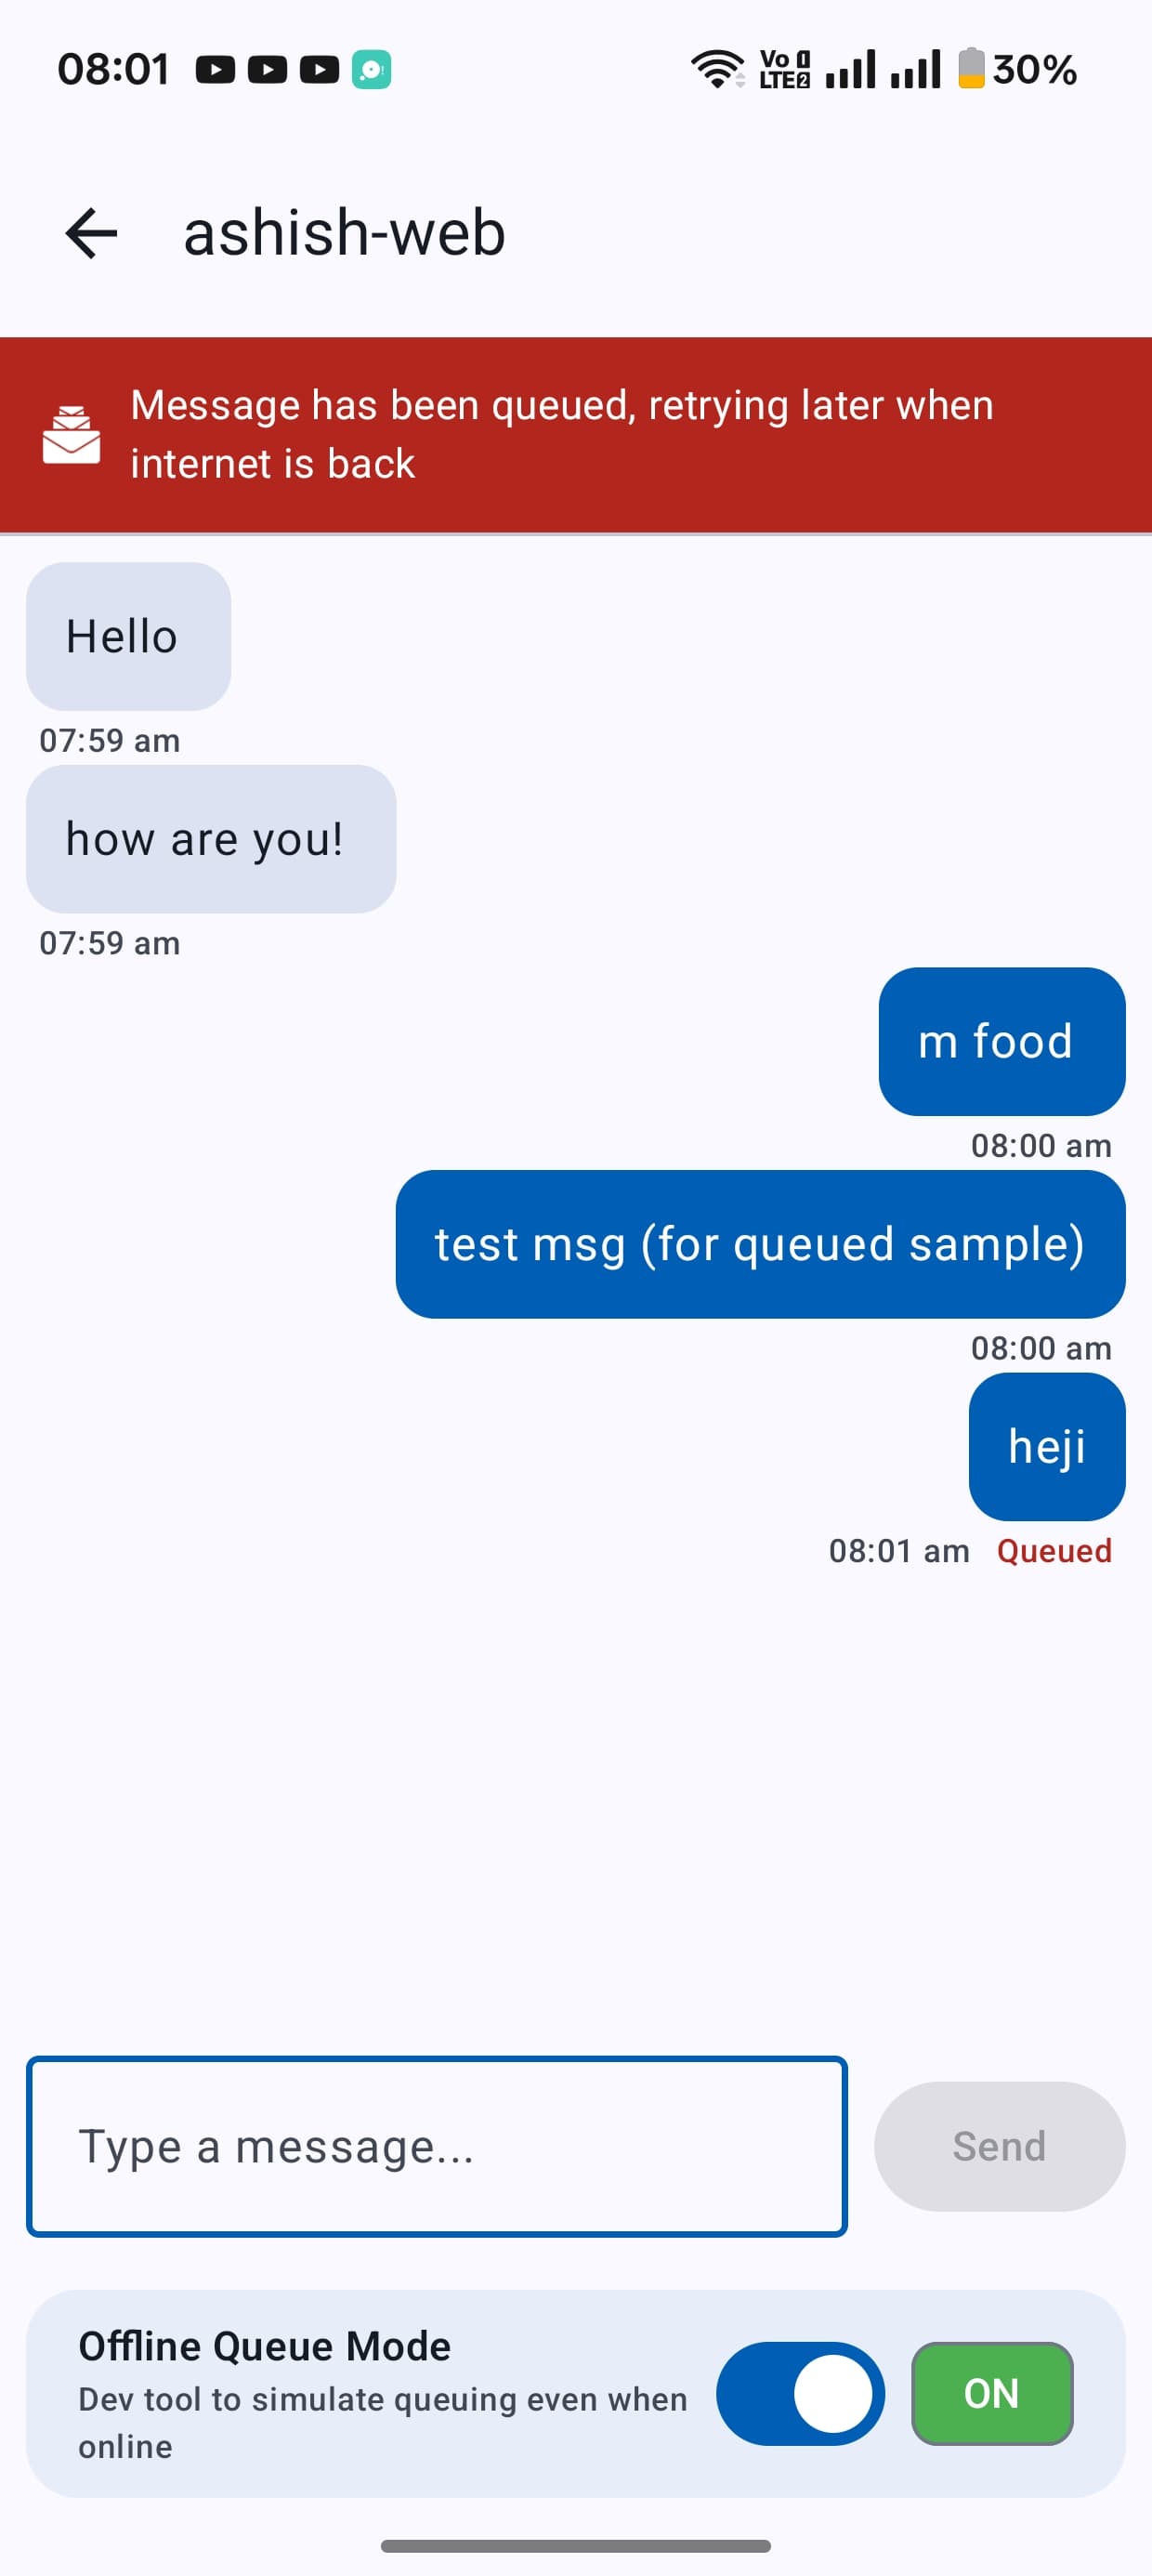 08:01
Vo 1
LTE 2
30%
ashish-web
Message has been queued, retrying later when
internet is back
Hello
07:59 am
how are you!
07:59 am
m food
08:00 am
test msg (for queued sample)
08:00 am
heji
08:01 am Queued
Type a message...
Send
Offline Queue Mode
Dev tool to simulate queuing even when
online
ON